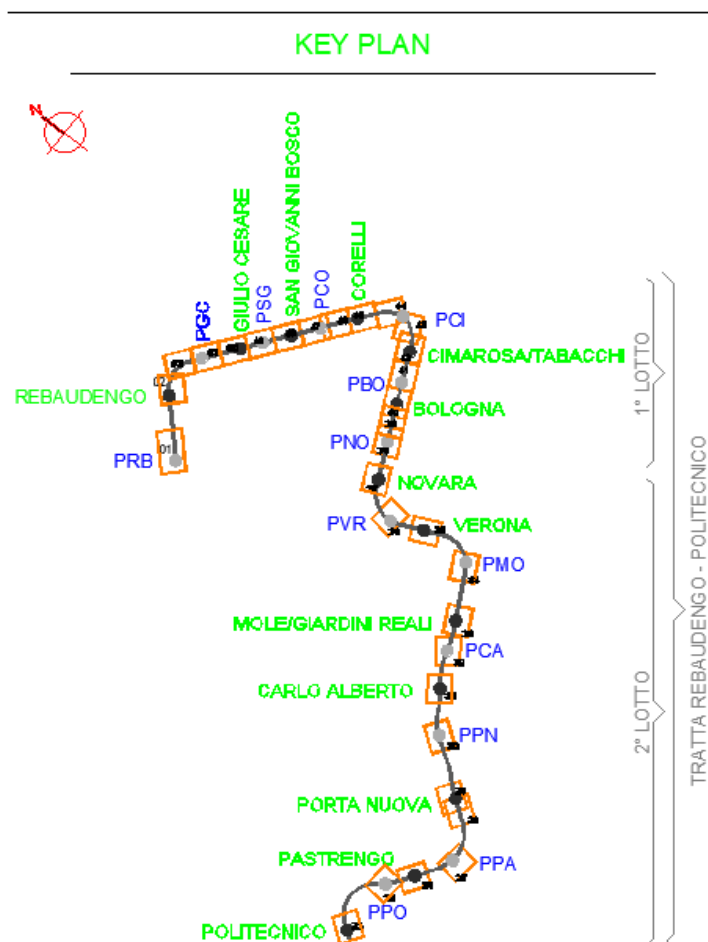 KEY PLAN
N
GIULIO CESARE
SAN GIOVANNI BOSCO
CORELLI
PGC
PSG
PCO
PCI
CIMAROSA/TABACCHI
02
REBAUDENGO
PBO
BOLOGNA
01
PRB
PNO
NOVARA
PVR
VERONA
PMO
MOLE/GIARDINI REALI
PCA
CARLO ALBERTO
PPN
PORTA NUOVA
PASTRENGO
PPA
PPO
POLITECNICO
1° LOTTO
2° LOTTO
TRATTA REBAUDENGO - POLITECNICO